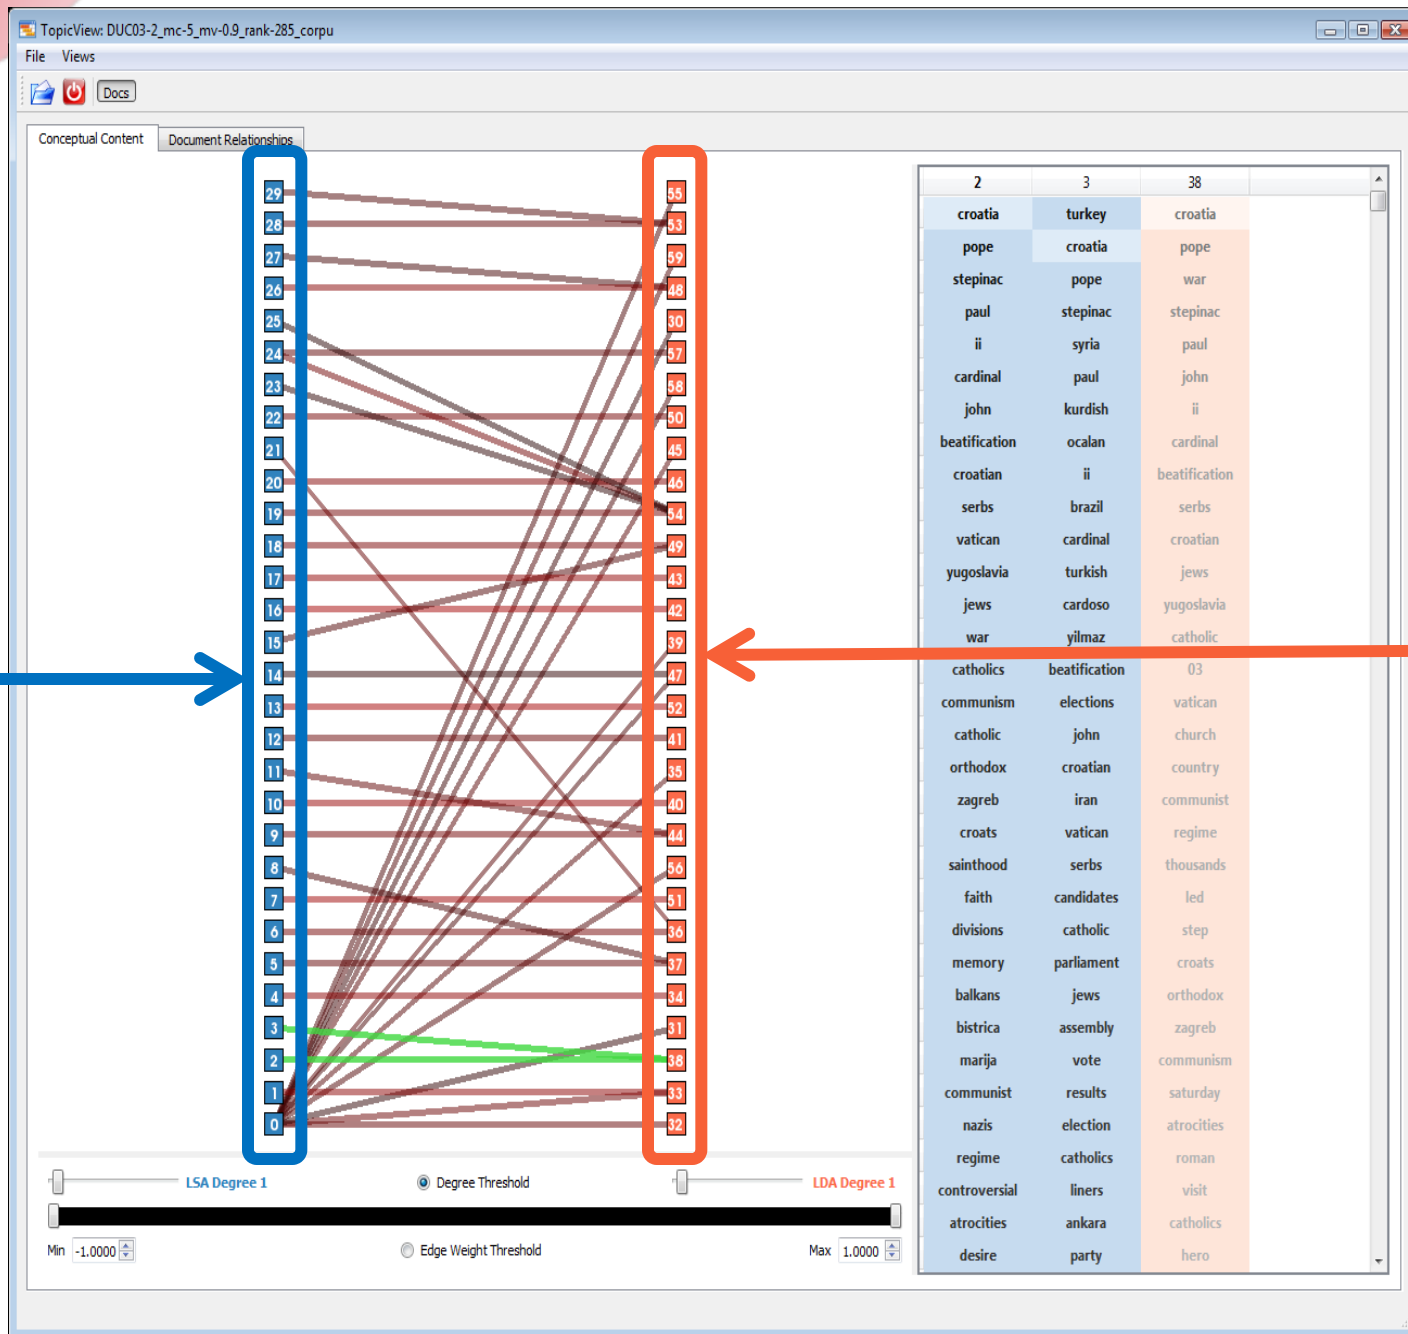 TopicView: DUC03-2_mc-5_mv-0.9_rank-285_corpu
File Views
Docs
Conceptual Content Document Relationships
29 55
28 53
27 59
26 48
25 30
24 57
23 58
22 50
21 45
20 46
19 54
18 49
17 43
16 42
15 39
14 47
13 52
12 41
11 35
10 40
9 44
8 56
7 51
6 36
5 37
4 34
3 31
2 38
1 33
0 32
LSA Degree 1 Degree Threshold LDA Degree 1
Min -1.0000 Edge Weight Threshold Max 1.0000
2 3 38
croatia turkey croatia
pope croatia pope
stepinac pope war
paul stepinac stepinac
ii syria paul
cardinal paul john
john kurdish ii
beatification ocalan cardinal
croatian ii beatification
serbs brazil serbs
vatican cardinal croatian
yugoslavia turkish jews
jews cardoso yugoslavia
war yilmaz catholic
catholics beatification 03
communism elections vatican
catholic john church
orthodox croatian country
zagreb iran communist
croats vatican regime
sainthood serbs thousands
faith candidates led
divisions catholic step
memory parliament croats
balkans jews orthodox
bistrica assembly zagreb
marija vote communism
communist results saturday
nazis election atrocities
regime catholics roman
controversial liners visit
atrocities ankara catholics
desire party hero